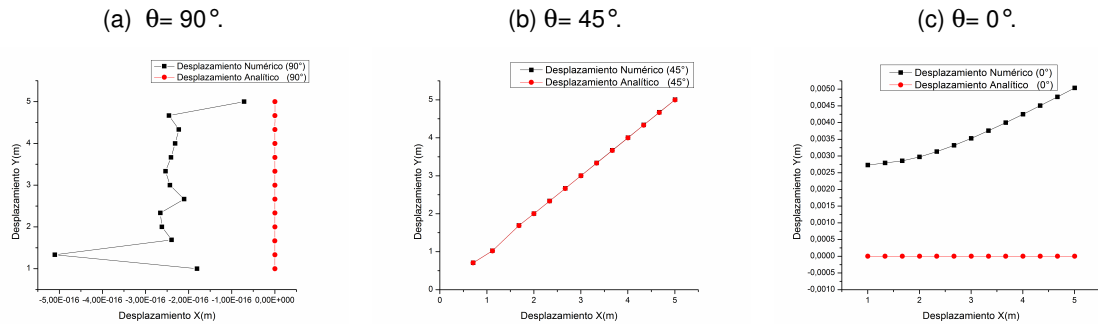 (a) θ= 90°.
(b) θ= 45°.
(c) θ= 0°.
Desplazamiento Numérico (90°)
Desplazamiento Analítico (90°)
Desplazamiento Y(m)
5
4
3
2
1
-5,00E-016 -4,00E-016 -3,00E-016 -2,00E-016 -1,00E-016 0,00E+000
Desplazamiento X(m)
Desplazamiento Numérico (45°)
Desplazamiento Analítico (45°)
Desplazamiento Y(m)
5
4
3
2
1
0
0 1 2 3 4 5
Desplazamiento X(m)
Desplazamiento Numérico (0°)
Desplazamiento Analítico (0°)
Desplazamiento Y(m)
0,0050
0,0045
0,0040
0,0035
0,0030
0,0025
0,0020
0,0015
0,0010
0,0005
0,0000
-0,0005
-0,0010
1 2 3 4 5
Desplazamiento X(m)